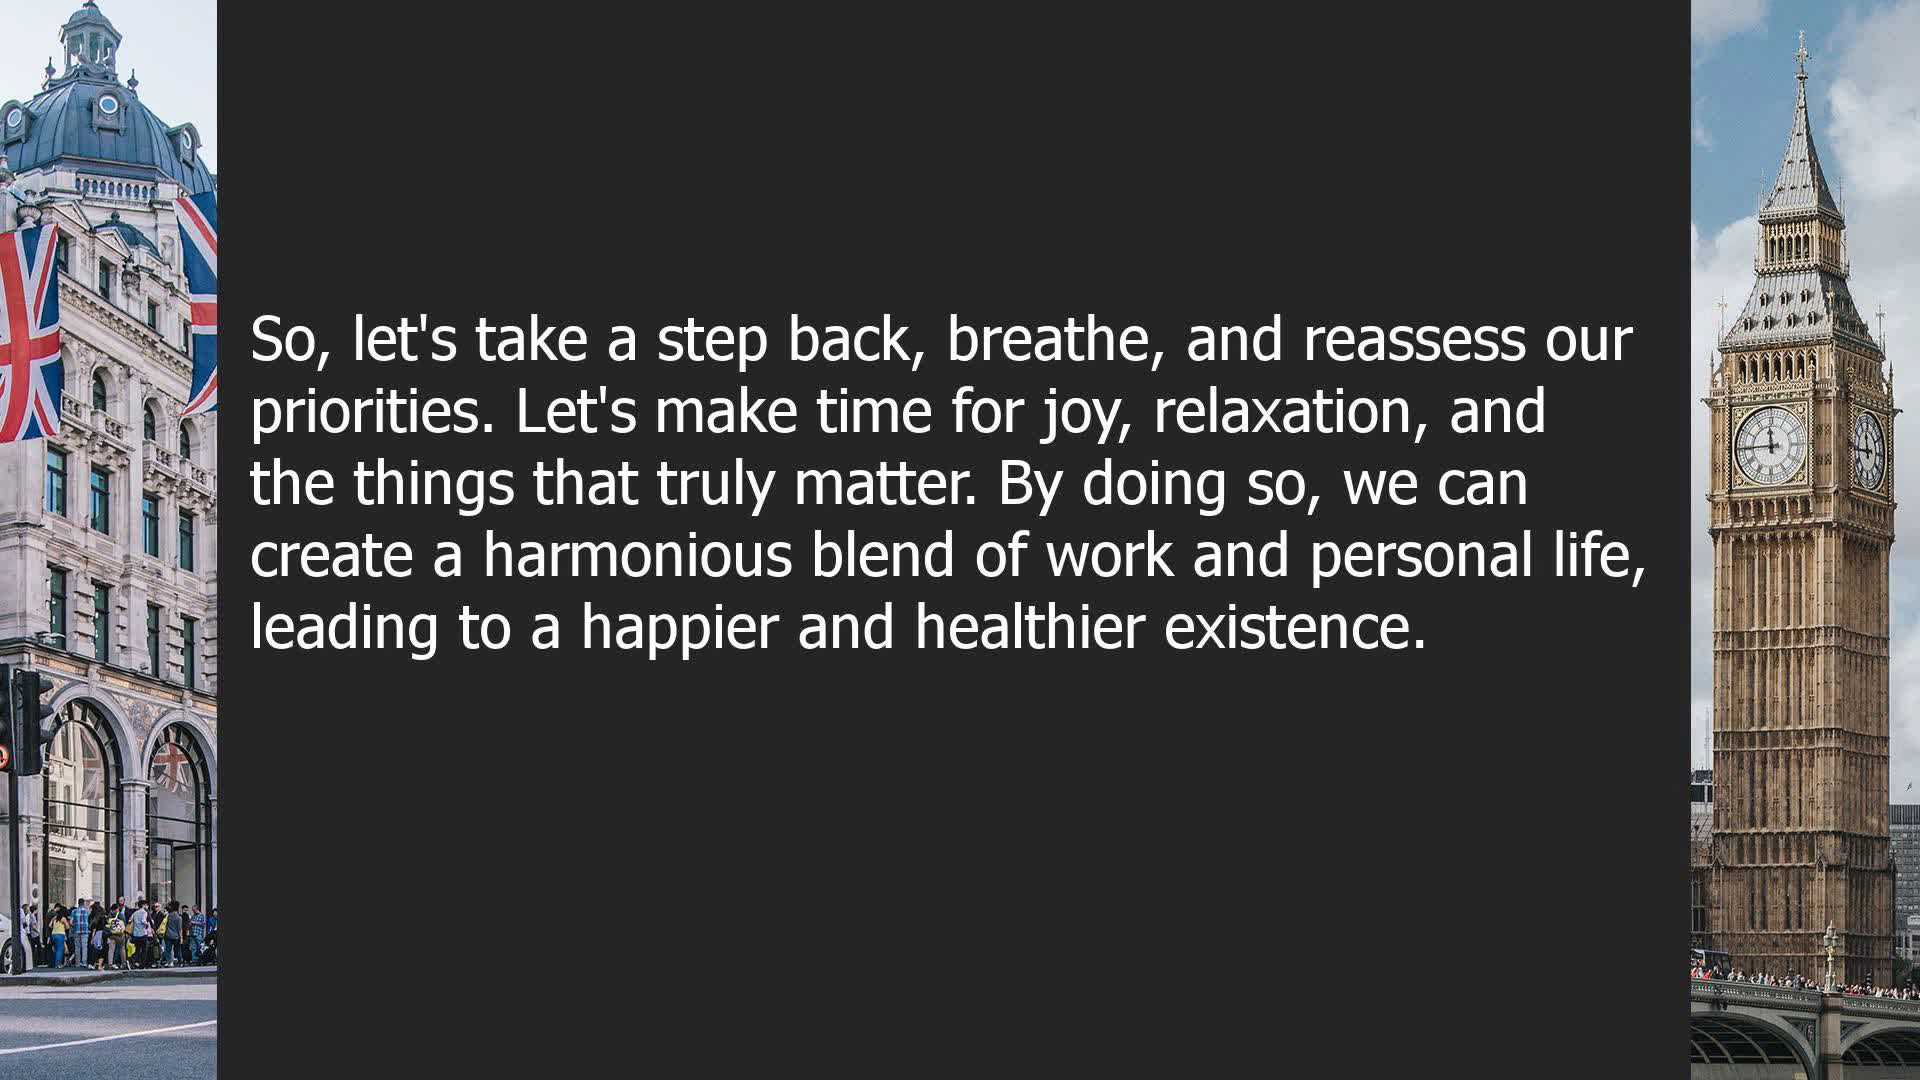 So, let's take a step back, breathe, and reassess our
priorities. Let's make time for joy, relaxation, and
the things that truly matter. By doing so, we can
create a harmonious blend of work and personal life,
leading to a happier and healthier existence.